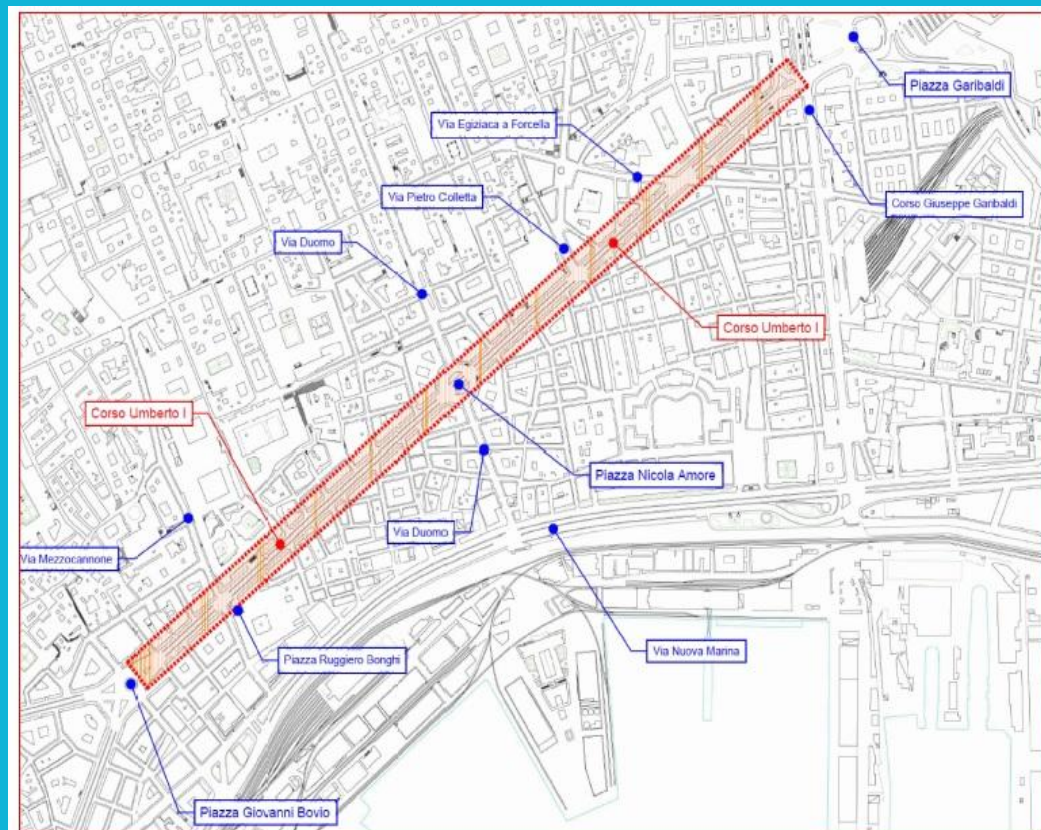 Piazza Garibaldi
Via Egiziaca a Forcella
Via Pietro Colletta
Corso Giuseppe Garibaldi
Via Duomo
Corso Umberto I
Corso Umberto I
Piazza Nicola Amore
Via Duomo
Via Mezzocannone
Piazza Ruggiero Bonghi
Via Nuova Marina
Piazza Giovanni Bovio